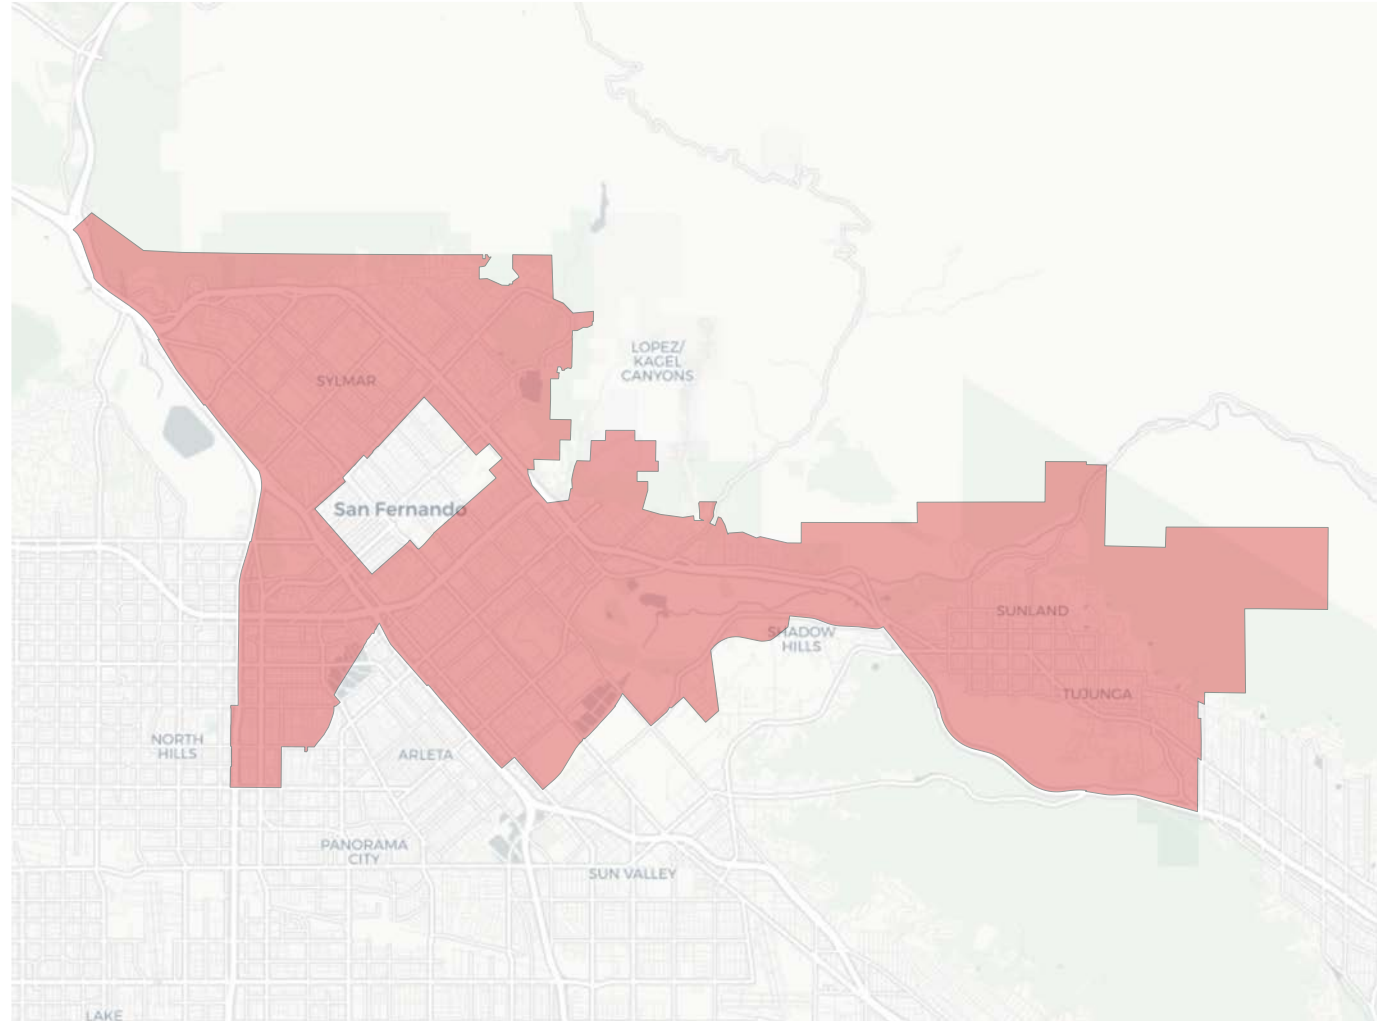 LOPEZ/
KAGEL
CANYONS
SYLMAR
San Fernando
SUNLAND
SHADOW
HILLS
TUJUNGA
NORTH
HILLS
ARLETA
PANORAMA
CITY
SUN VALLEY
LAKE